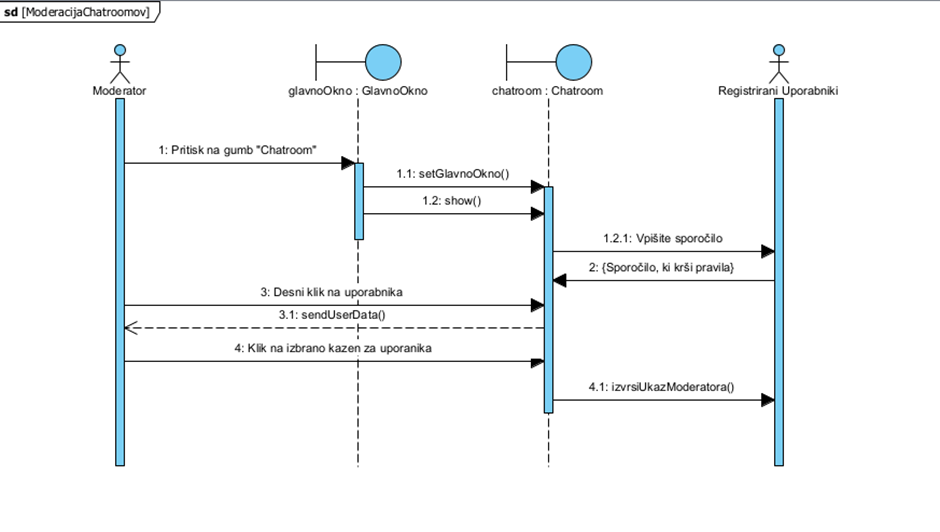 sd [ModeracijaChatroomov]
Moderator
glavnoOkno : GlavnoOkno
chatroom : Chatroom
Registrirani Uporabniki
1: Pritisk na gumb "Chatroom"
1.1: setGlavnoOkno()
1.2: show()
1.2.1: Vpišite sporočilo
2: {Sporočilo, ki krši pravila}
3: Desni klik na uporabnika
3.1: sendUserData()
4: Klik na izbrano kazen za uporanika
4.1: izvrsiUkazModeratora()